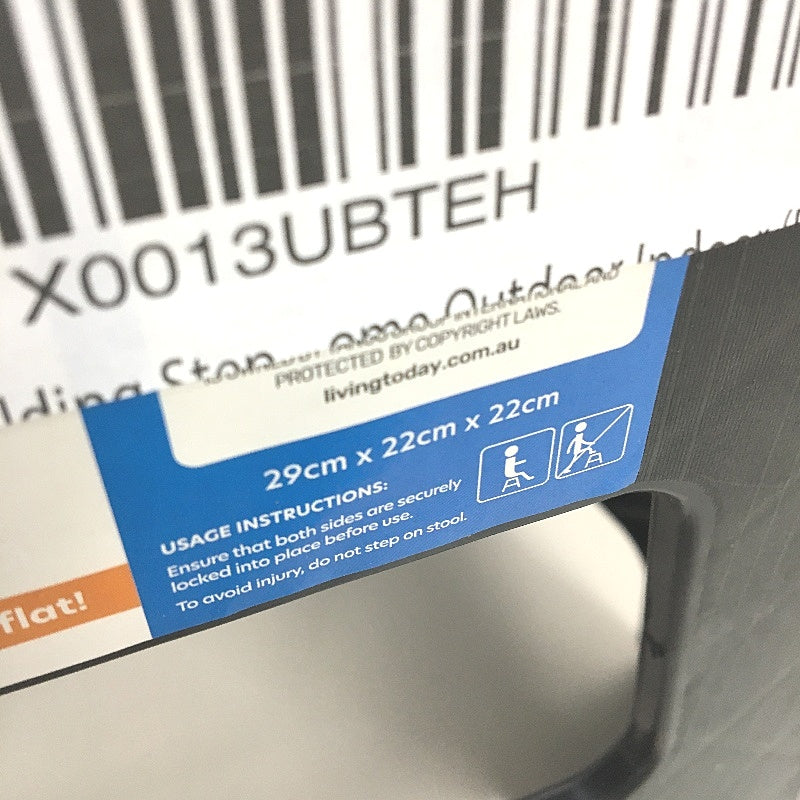 X0013UBTEH
PROTECTED BY COPYRIGHT LAWS.
livingtoday.com.au
29cm x 22cm x 22cm
USAGE INSTRUCTIONS:
Ensure that both sides are securely
locked into place before use.
To avoid injury, do not step on stool.
flat!